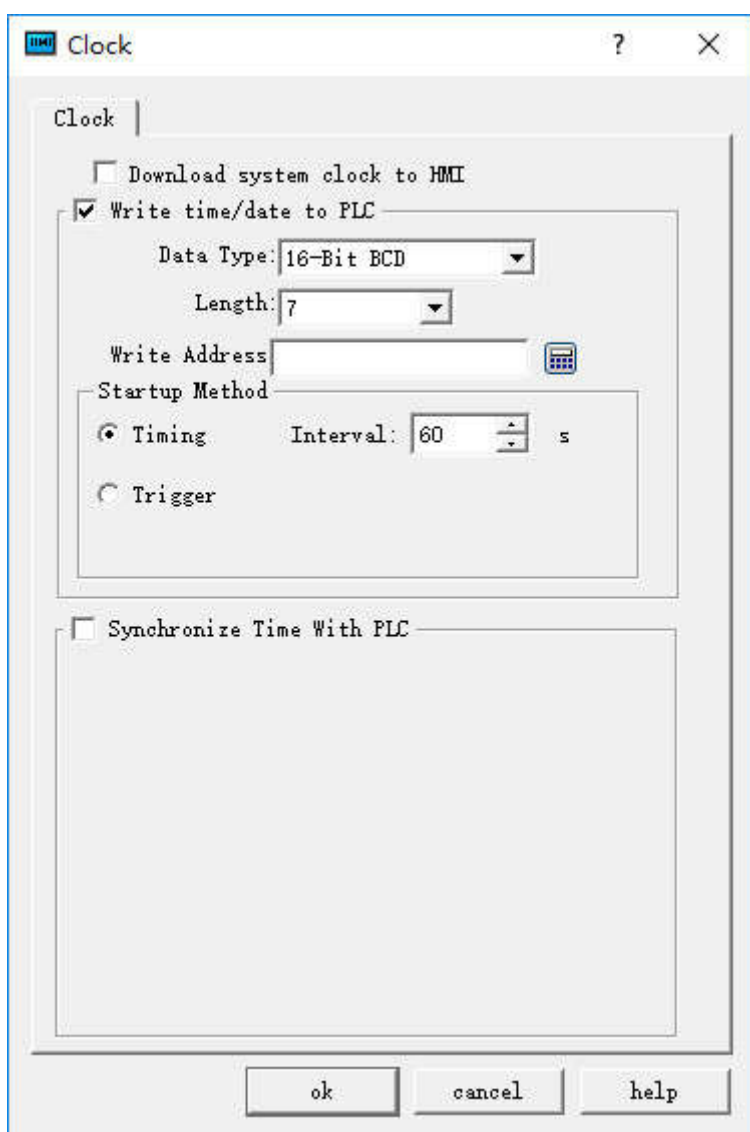 HMI Clock ?
Clock
Download system clock to HMI
Write time/date to PLC
Data Type: 16-Bit BCD
Length: 7
Write Address
Startup Method
Timing Interval: 60 s
Trigger
Synchronize Time With PLC
ok cancel help